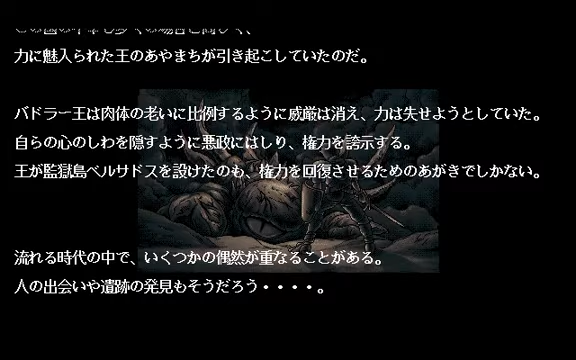 力に魅入られた王のあやまちが引き起こしていたのだ。
バドラー王は肉体の老いに比例するように威厳は消え、力は失せようとしていた。
自らの心のしわを隠すように悪政にはしり、権力を誇示する。
王が監獄島ベルサドスを設けたのも、権力を回復させるためのあがきでしかない。
流れる時代の中で、いくつかの偶然が重なることがある。
人の出会いや遺跡の発見もそうだろう・・・・。